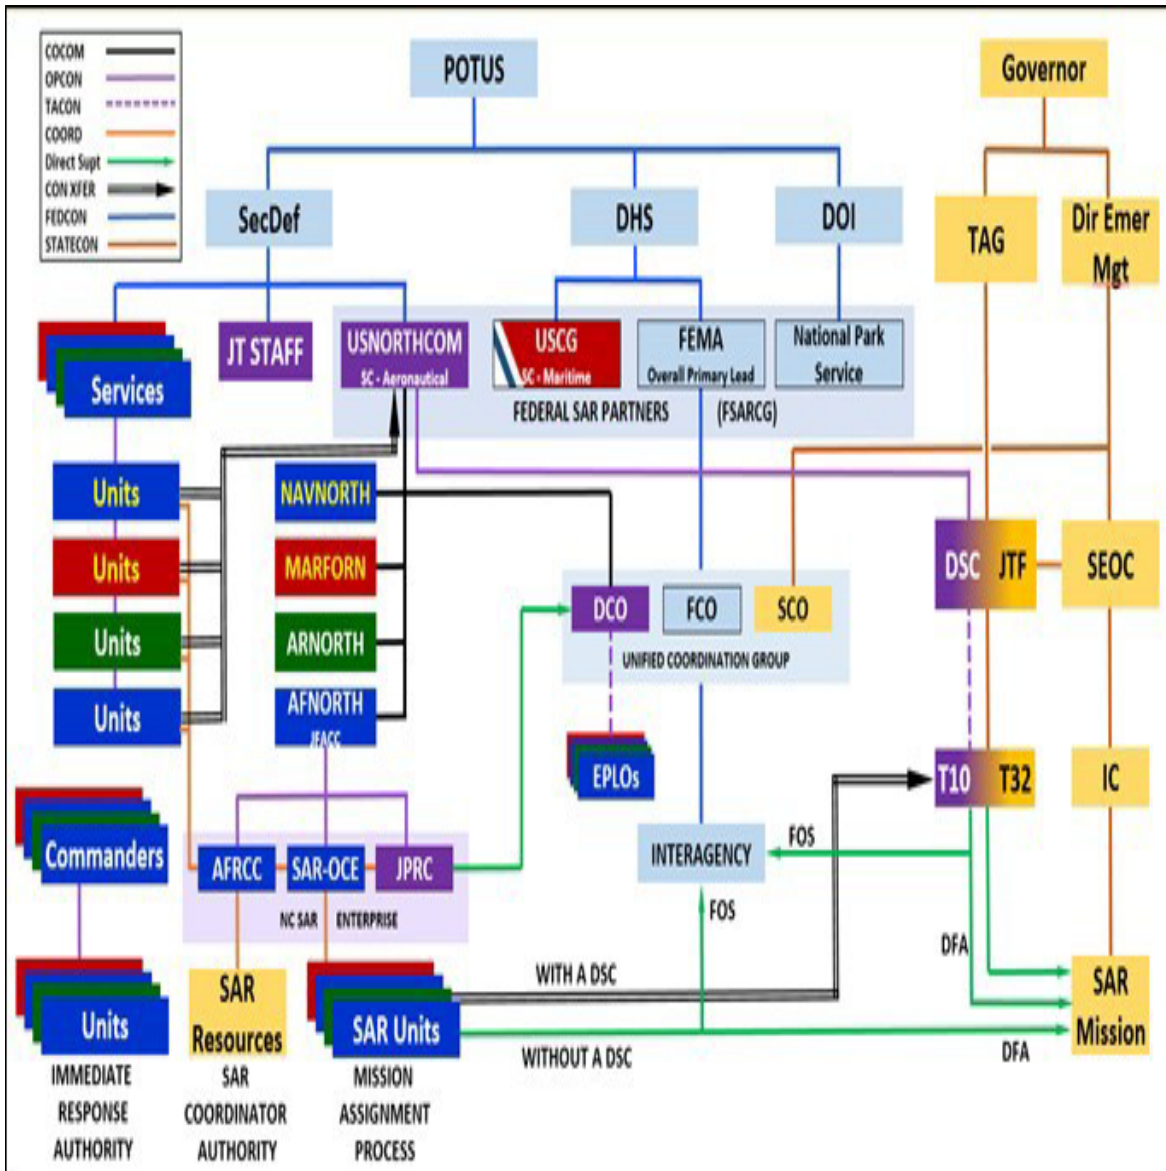 COCOM
OPCON
TACON
COORD
Direct Supt
CON XFER
FEDCON
STATECON
POTUS
Governor
SecDef
DHS
DOI
TAG
Dir Emer
Mgt
Services
JT STAFF
USNORTHCOM
SC - Aeronautical
USCG
SC - Maritime
FEMA
Overall Primary Lead
National Park
Service
FEDERAL SAR PARTNERS (FSARCG)
Units
Units
Units
Units
NAVNORTH
MARFORN
ARNORTH
AFNORTH
JFACC
DCO
FCO
SCO
UNIFIED COORDINATION GROUP
DSC JTF
SEOC
EPLOs
T10 T32
IC
Commanders
AFRCC
SAR-OCE
JPRC
NC SAR ENTERPRISE
INTERAGENCY
FOS
FOS
DFA
WITH A DSC
Units
SAR
Resources
SAR Units
SAR
Mission
WITHOUT A DSC
DFA
IMMEDIATE
RESPONSE
AUTHORITY
SAR
COORDINATOR
AUTHORITY
MISSION
ASSIGNMENT
PROCESS